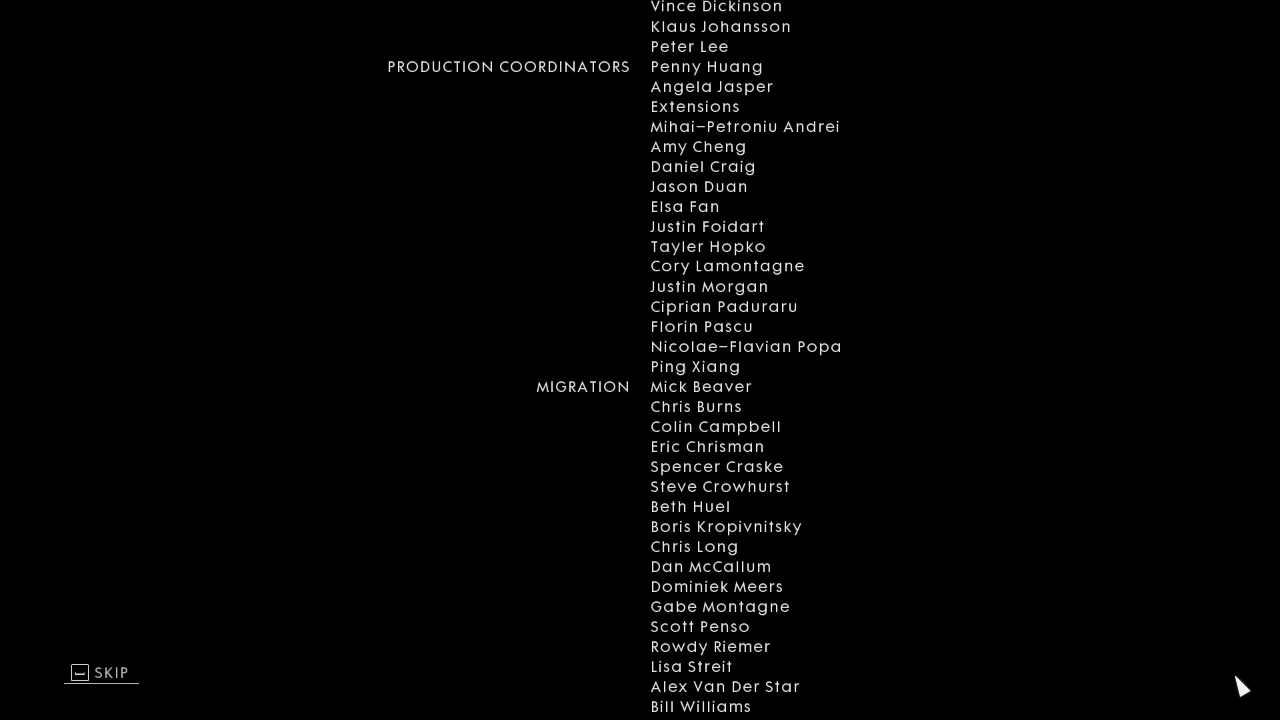 Vince Dickinson
Klaus Johansson
Peter Lee
PRODUCTION COORDINATORS Penny Huang
Angela Jasper
Extensions
Mihai-Petroniu Andrei
Amy Cheng
Daniel Craig
Jason Duan
Elsa Fan
Justin Foidart
Tayler Hopko
Cory Lamontagne
Justin Morgan
Ciprian Paduraru
Florin Pascu
Nicolae-Flavian Popa
Ping Xiang
MIGRATION Mick Beaver
Chris Burns
Colin Campbell
Eric Chrisman
Spencer Craske
Steve Crowhurst
Beth Huel
Boris Kropivnitsky
Chris Long
Dan McCallum
Dominiek Meers
Gabe Montagne
Scott Penso
Rowdy Riemer
Lisa Streit
Alex Van Der Star
Bill Williams
SKIP